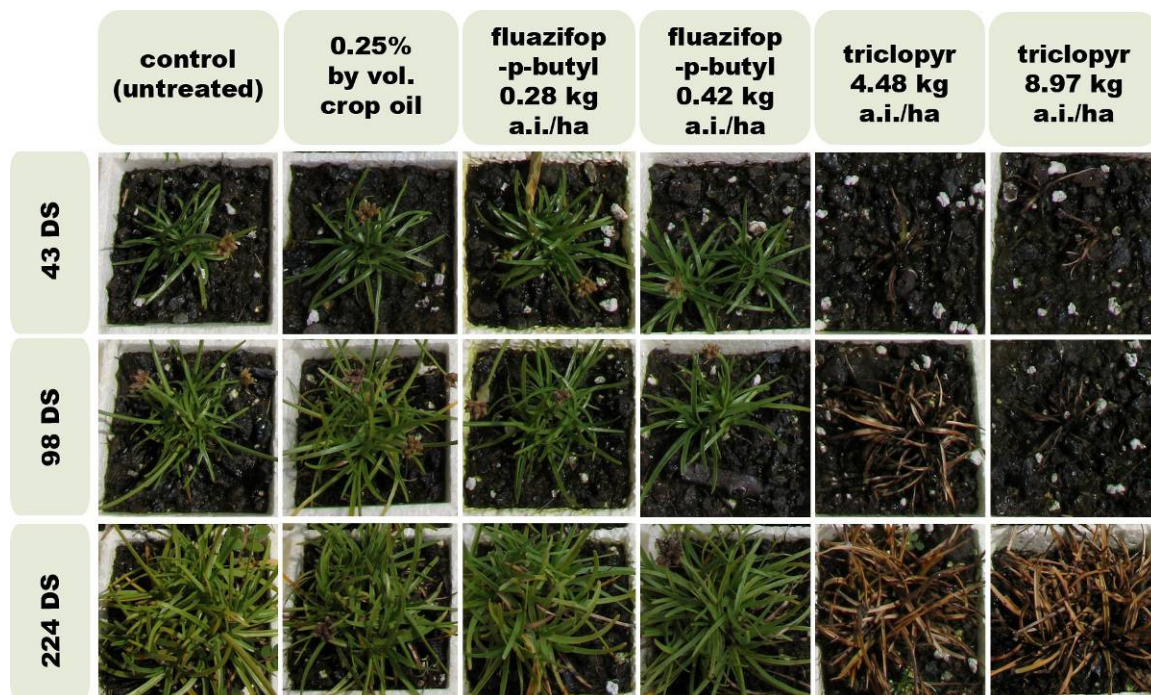 control
(untreated)
0.25%
by vol.
crop oil
fluazifop
-p-butyl
0.28 kg
a.i./ha
fluazifop
-p-butyl
0.42 kg
a.i./ha
triclopyr
4.48 kg
a.i./ha
triclopyr
8.97 kg
a.i./ha
43 DS
98 DS
224 DS